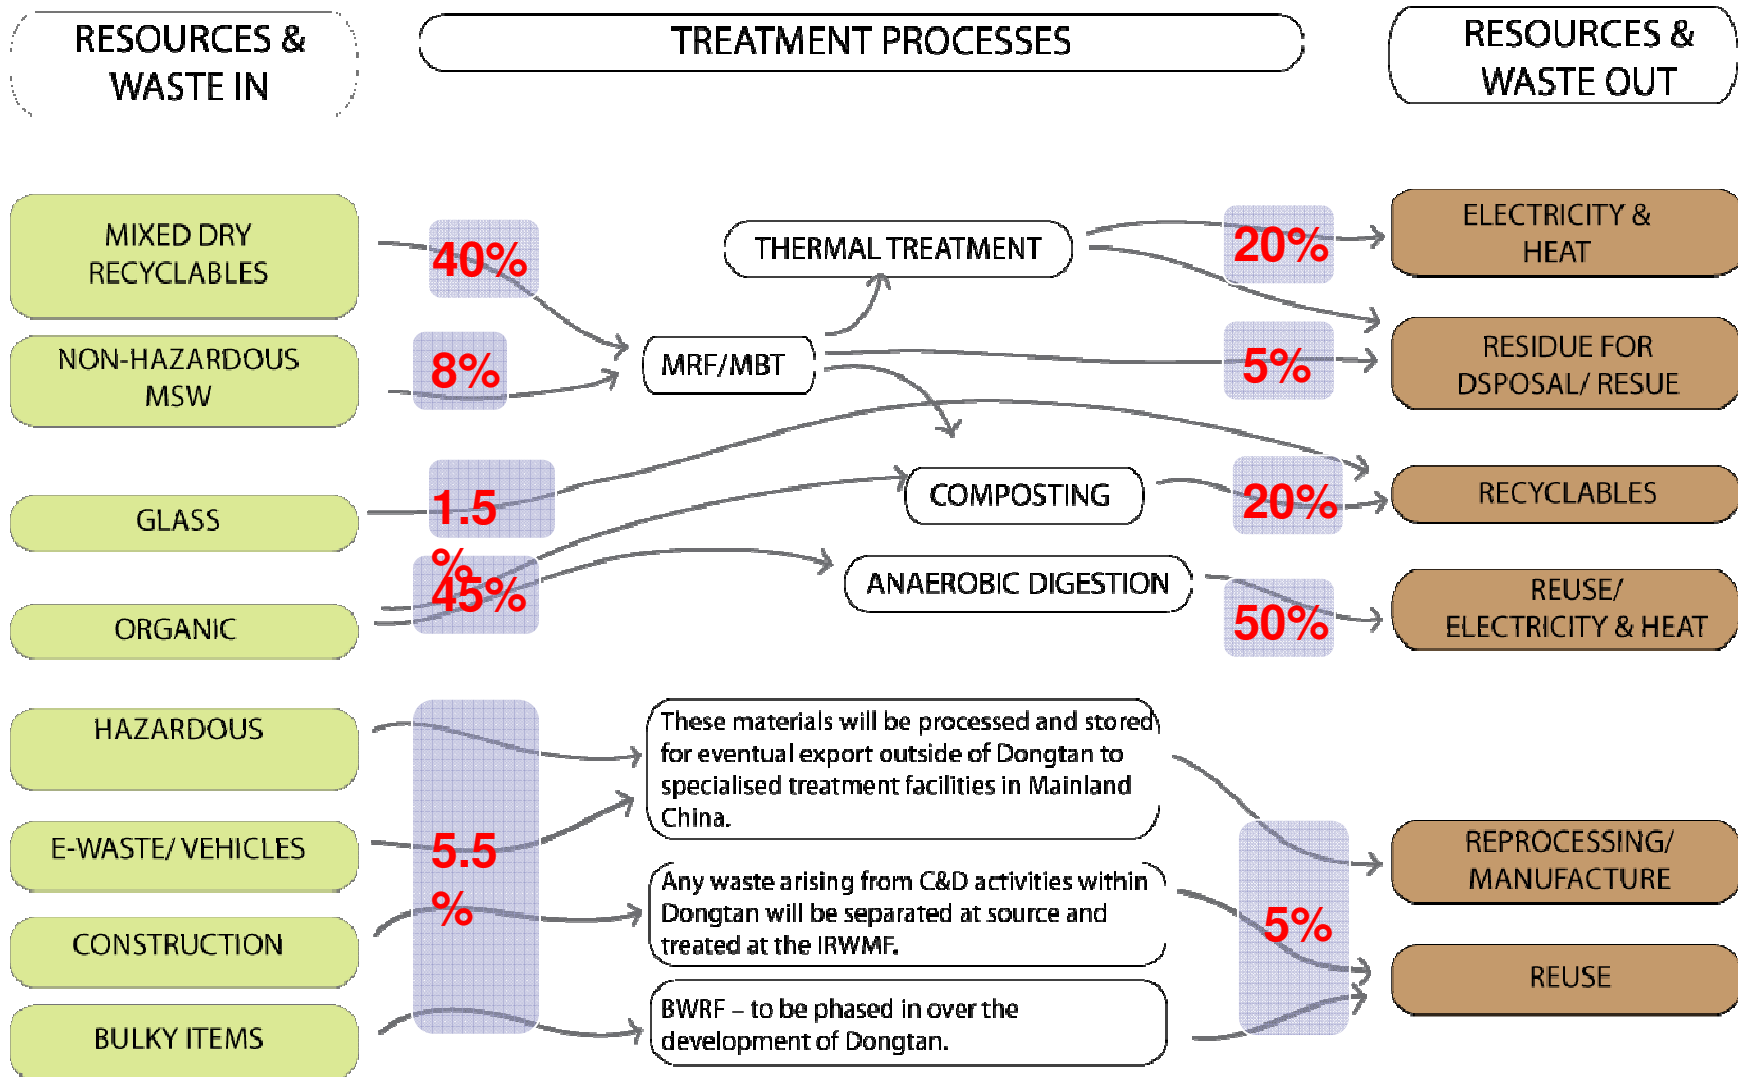 RESOURCES &
WASTE IN
TREATMENT PROCESSES
RESOURCES &
WASTE OUT
MIXED DRY
RECYCLABLES
40%
THERMAL TREATMENT
20%
ELECTRICITY &
HEAT
NON-HAZARDOUS
MSW
8%
MRF/MBT
5%
RESIDUE FOR
DSPOSAL/ RESUE
GLASS
1.5
%
COMPOSTING
20%
RECYCLABLES
ORGANIC
45%
ANAEROBIC DIGESTION
50%
REUSE/
ELECTRICITY & HEAT
HAZARDOUS
These materials will be processed and stored
for eventual export outside of Dongtan to
specialised treatment facilities in Mainland
China.
E-WASTE/ VEHICLES
5.5
%
REPROCESSING/
MANUFACTURE
CONSTRUCTION
Any waste arising from C&D activities within
Dongtan will be separated at source and
treated at the IRWMF.
5%
REUSE
BULKY ITEMS
BWRF – to be phased in over the
development of Dongtan.